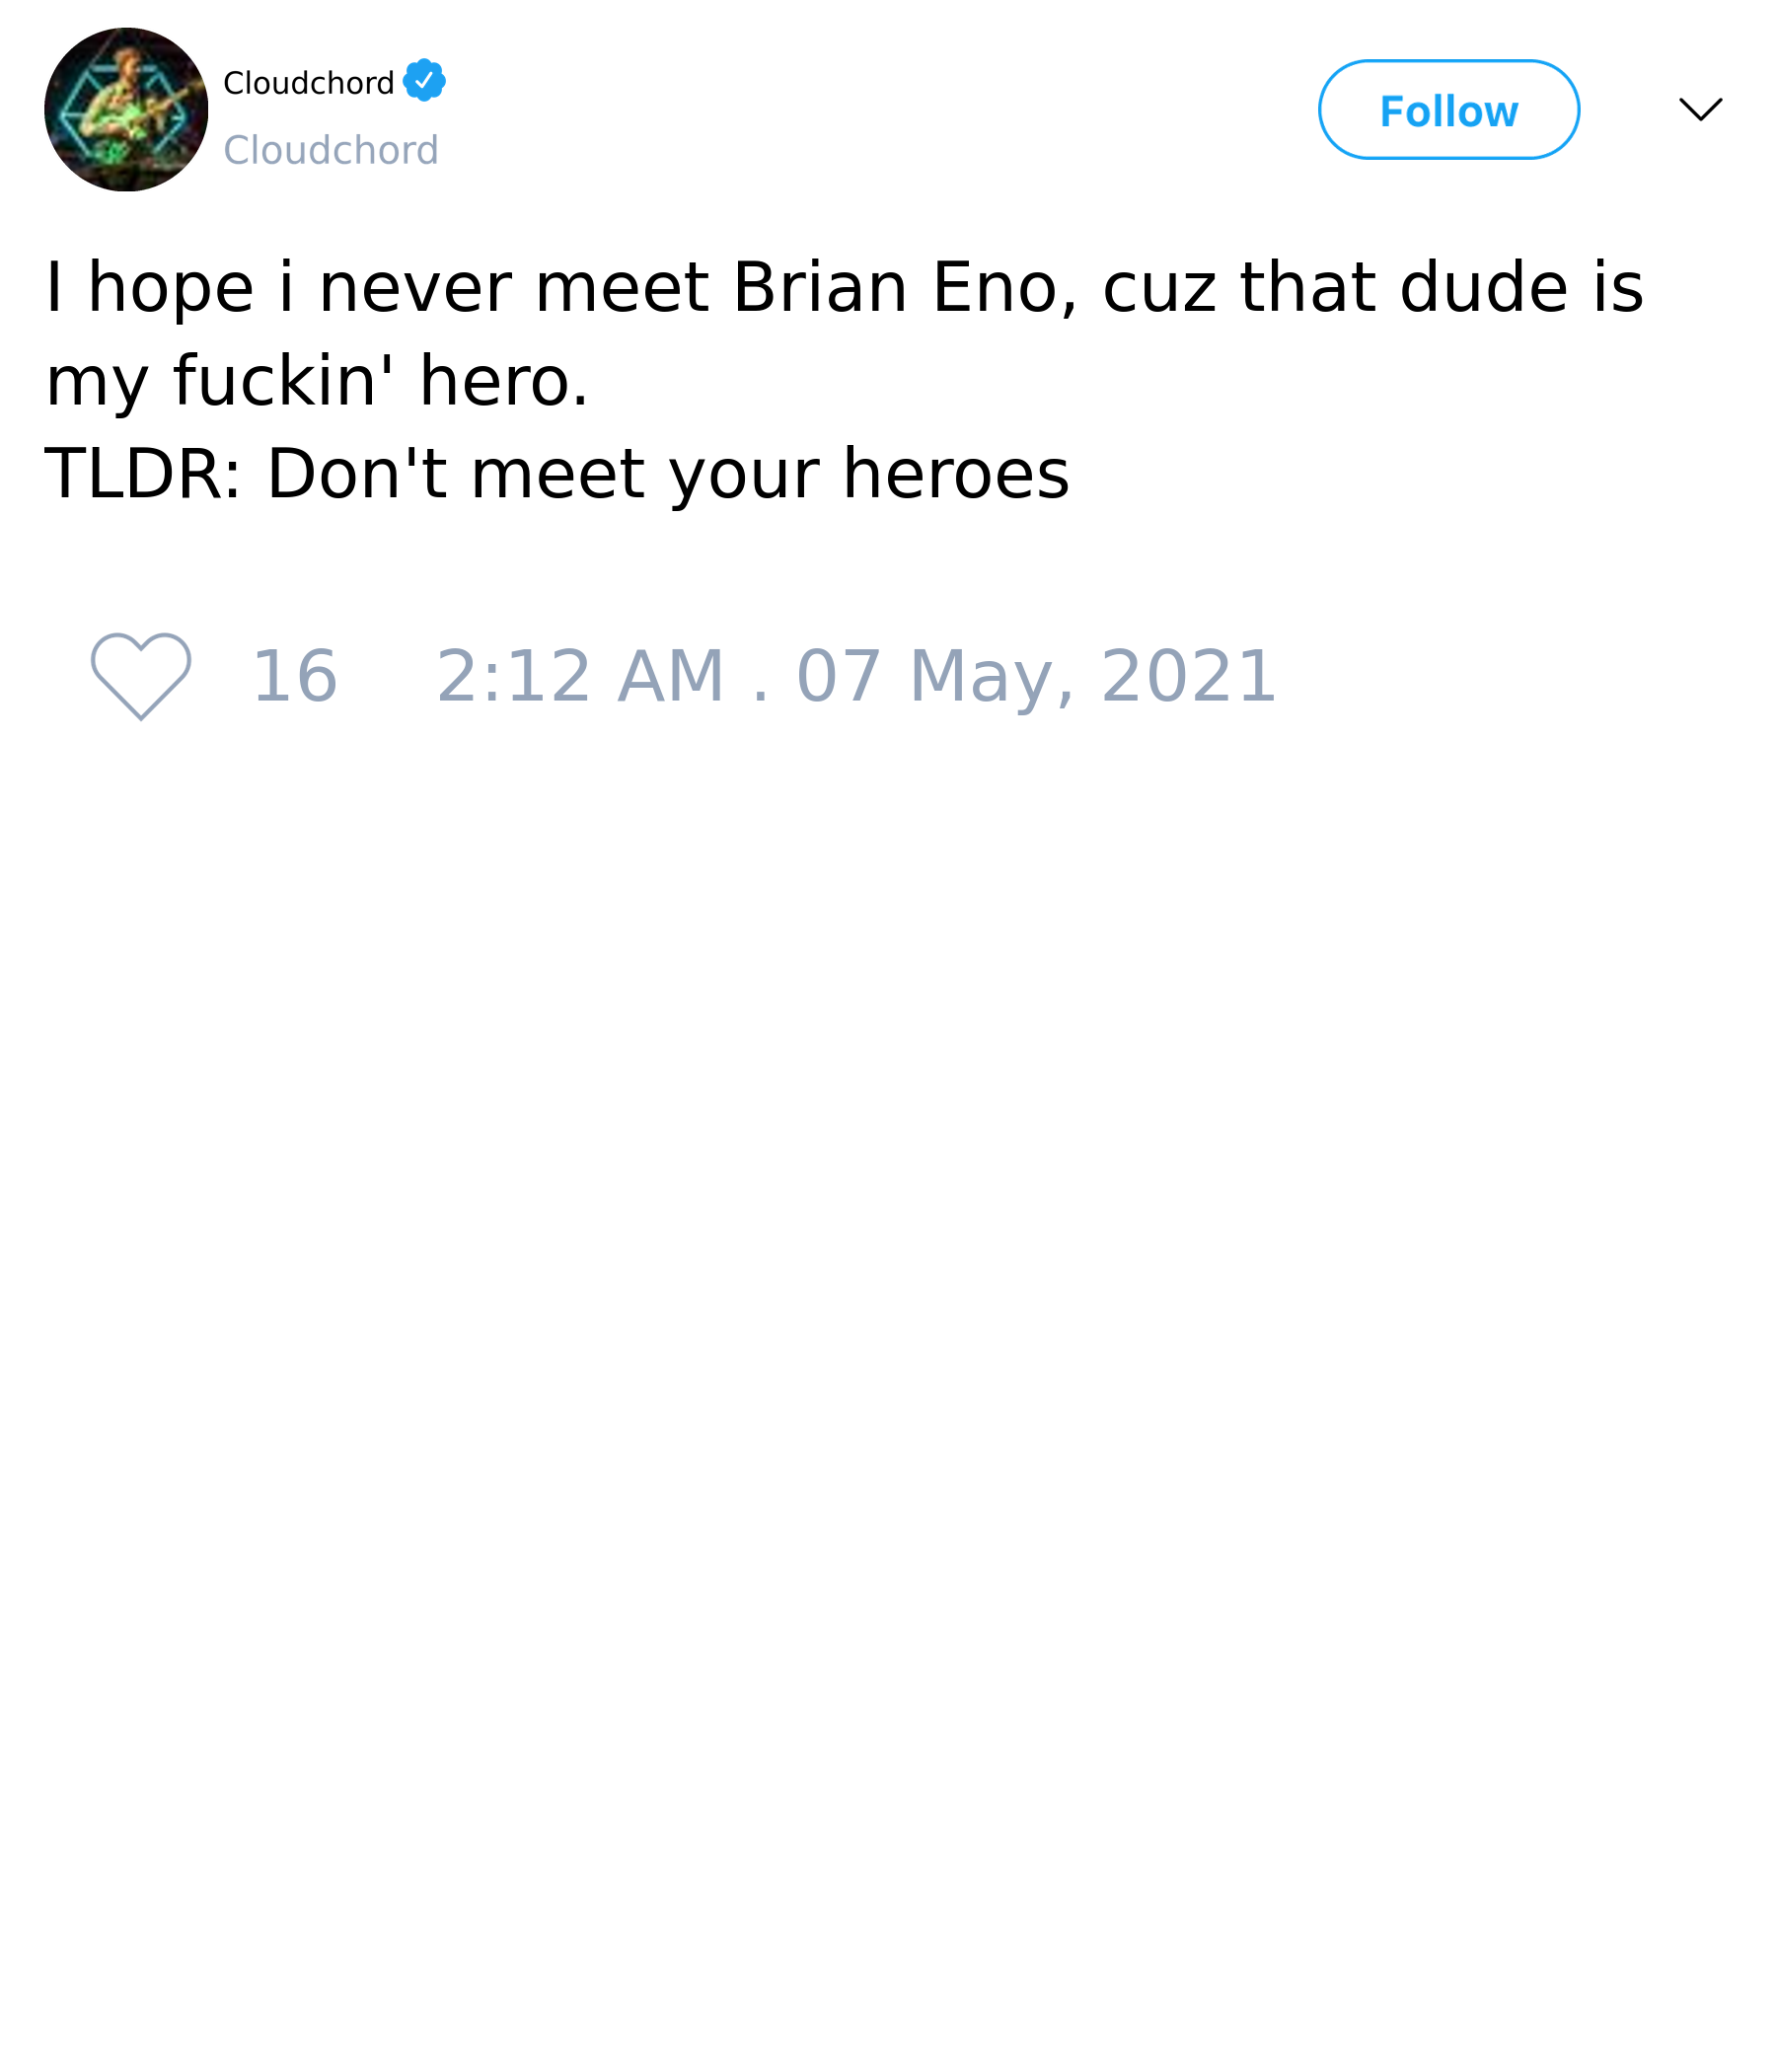 Cloudchord
Cloudchord
Follow
I hope i never meet Brian Eno, cuz that dude is
my fuckin' hero.
TLDR: Don't meet your heroes
16 2:12 AM . 07 May, 2021